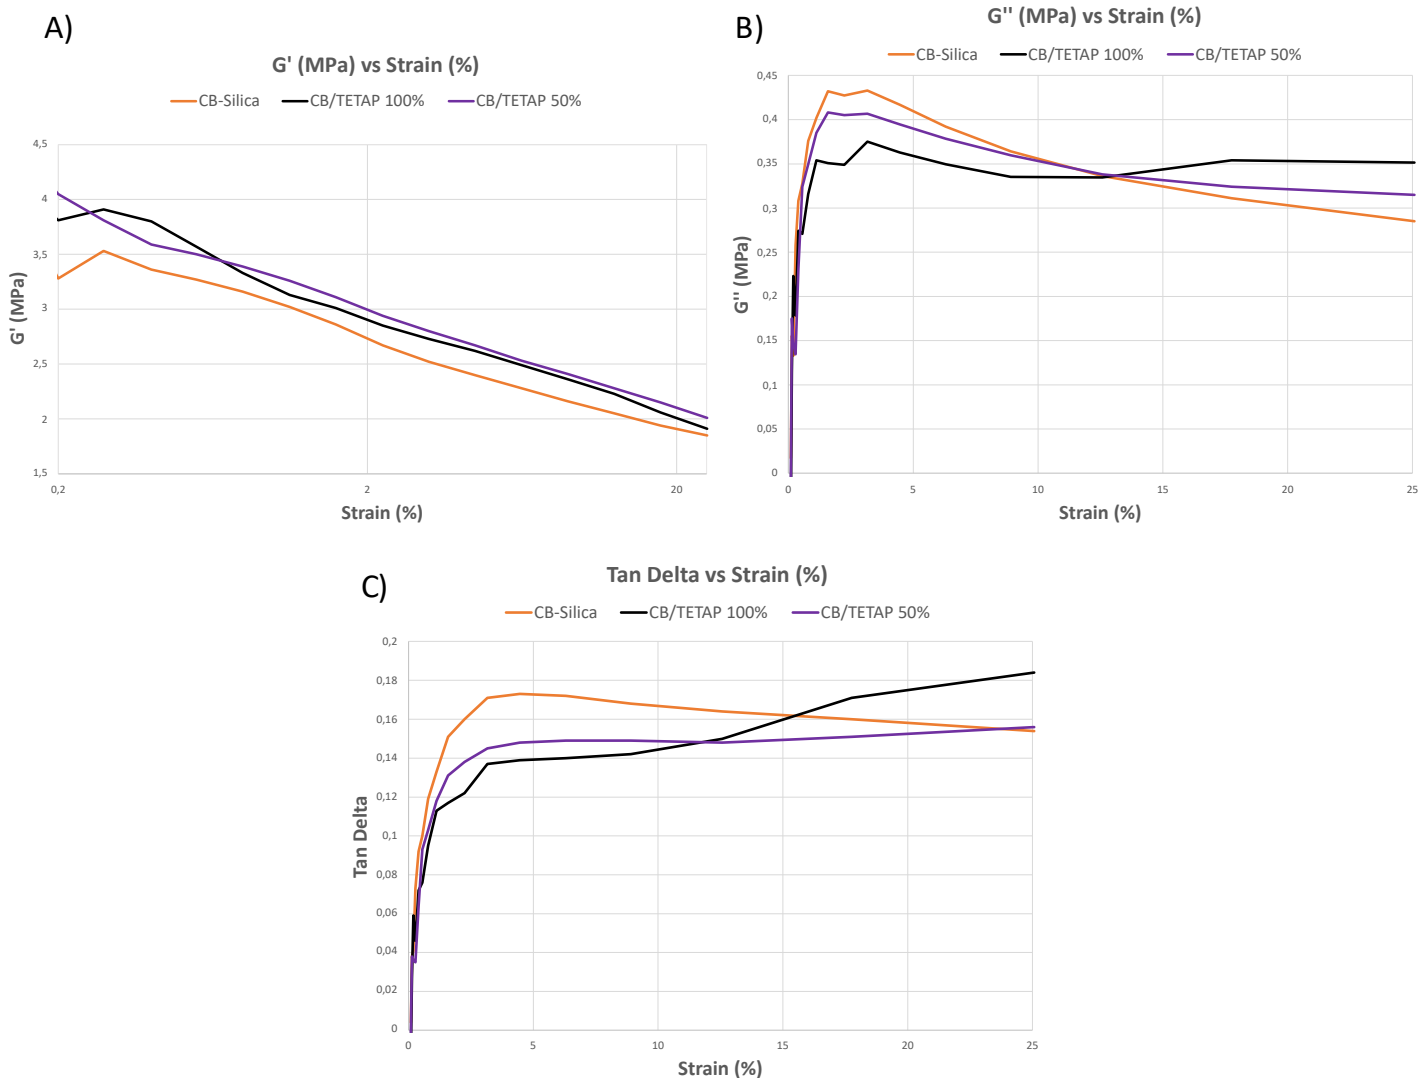 A)
G' (MPa) vs Strain (%)
CB-Silica CB/TETAP 100% CB/TETAP 50%
4,5
4
3,5
3
2,5
2
1,5
G' (MPa)
0,2 2 20
Strain (%)
B)
G'' (MPa) vs Strain (%)
CB-Silica CB/TETAP 100% CB/TETAP 50%
0,45
0,4
0,35
0,3
0,25
0,2
0,15
0,1
0,05
0
G'' (MPa)
0 5 10 15 20 25
Strain (%)
C)
Tan Delta vs Strain (%)
CB-Silica CB/TETAP 100% CB/TETAP 50%
0,2
0,18
0,16
0,14
0,12
0,1
0,08
0,06
0,04
0,02
0
Tan Delta
0 5 10 15 20 25
Strain (%)